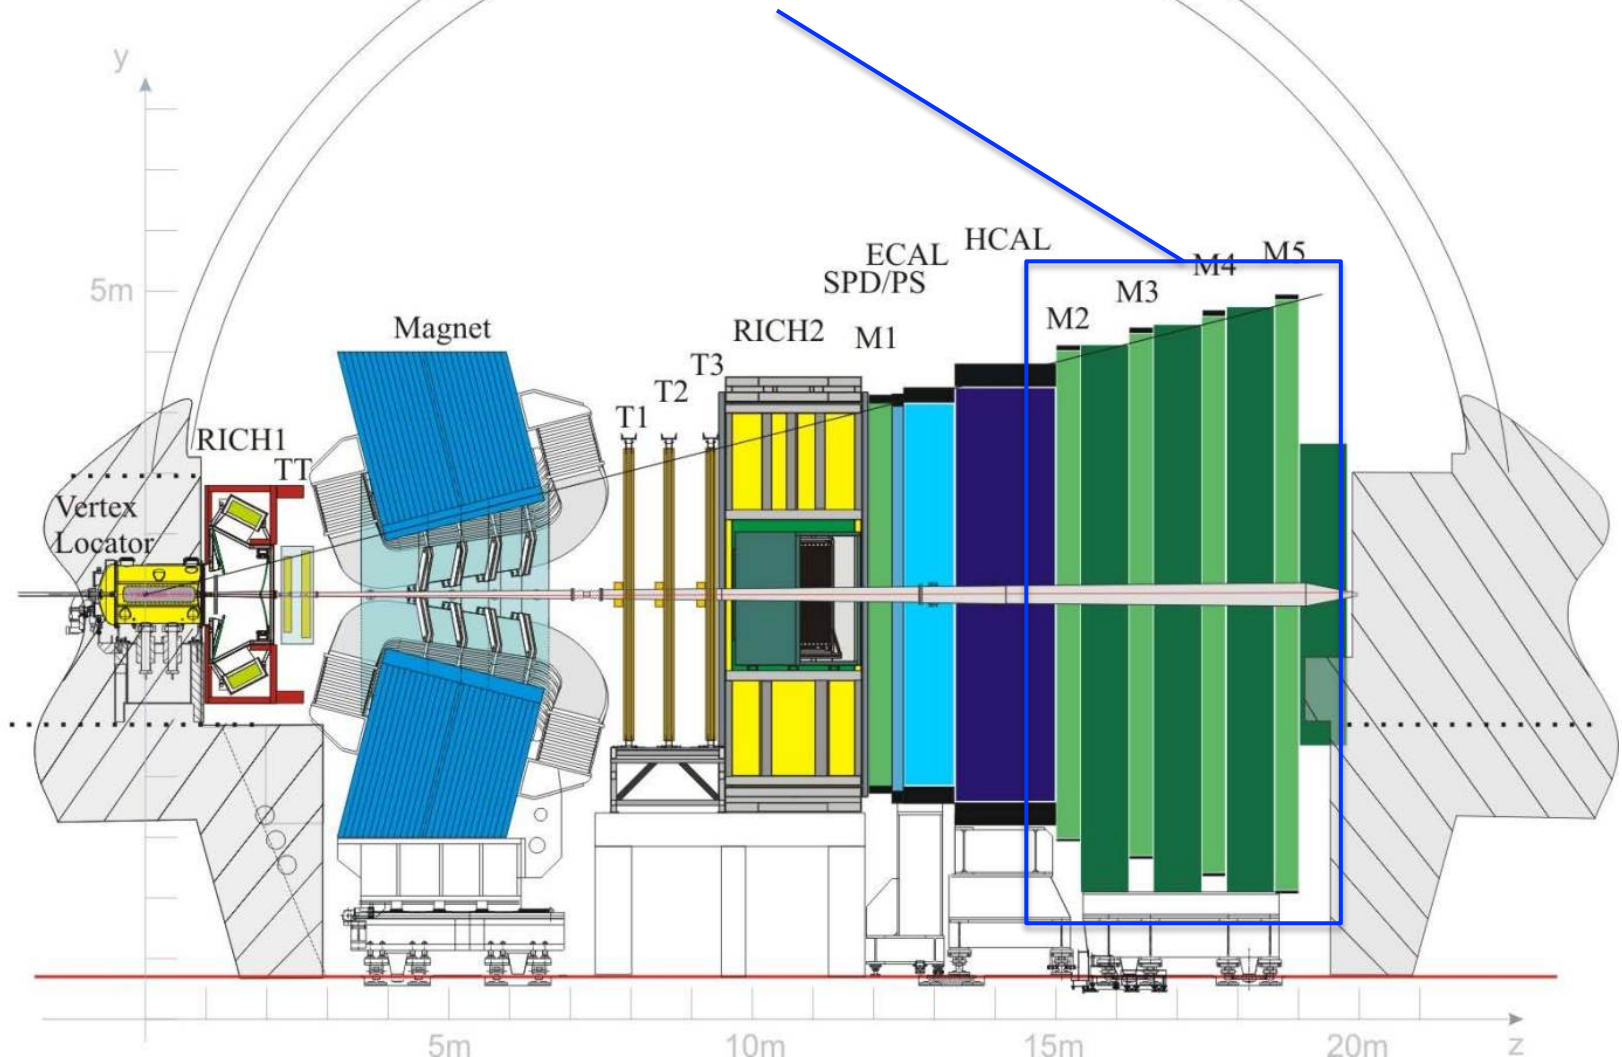 y
5m
HCAL
ECAL
M5
M4
SPD/PS
M3
M2
Magnet
RICH2
M1
T3
T2
T1
RICH1
TT
Vertex
Locator
5m
10m
15m
20m
z